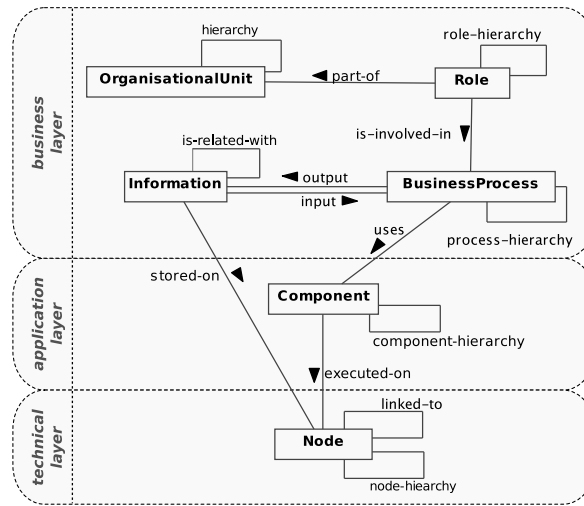 hierarchy
role-hierarchy
OrganisationalUnit
part-of
Role
is-involved-in
is-related-with
Information
output
input
BusinessProcess
process-hierarchy
uses
business
layer
stored-on
Component
component-hierarchy
application
layer
executed-on
linked-to
Node
node-hiearchy
technical
layer